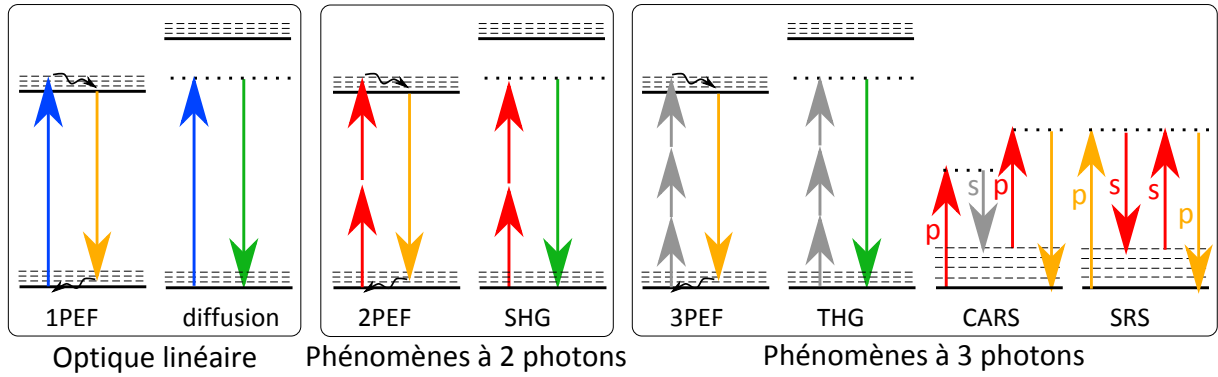 p
s
p
p
s
s
p
1PEF
diffusion
2PEF
SHG
3PEF
THG
CARS
SRS
Optique linéaire
Phénomènes à 2 photons
Phénomènes à 3 photons